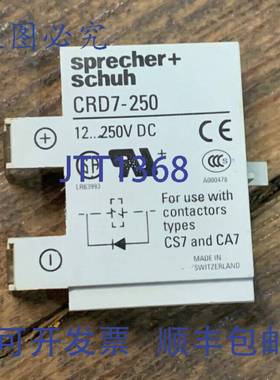 图必究
sprecher+
schuh
CRD7-250
12...250V DC
CE
LR63993
A000478
JTT1368
For use with
contactors
types
CS7 and CA7
MADE IN
SWITZERLAND
可开发票 顺丰包邮